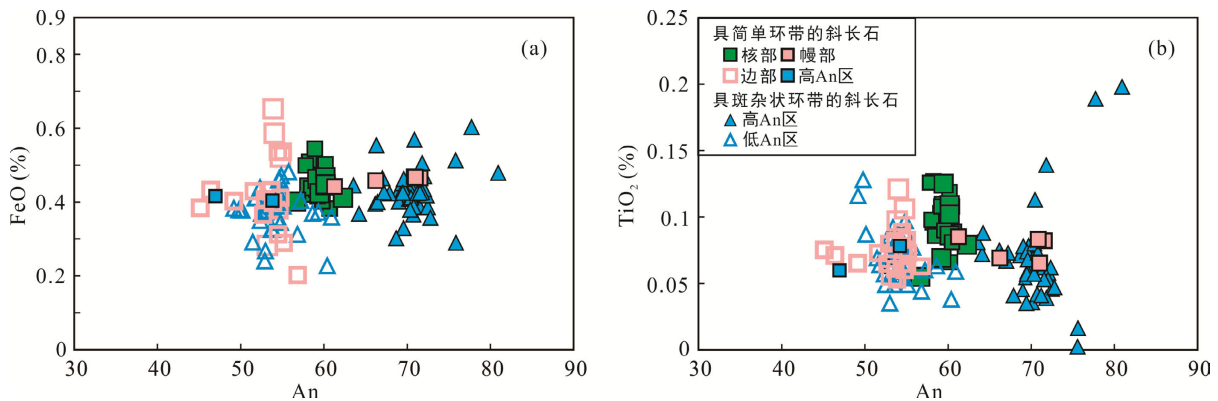 0.9
0.8
0.6
0.4
0.2
0
30
40
50
60
70
80
90
FeO (%)
An
(a)
0.25
0.2
0.15
0.1
0.05
0
30
40
50
60
70
80
90
TiO₂ (%)
An
(b)
具简单环带的斜长石
核部 幔部
边部 高An区
具斑杂状环带的斜长石
高An区
低An区